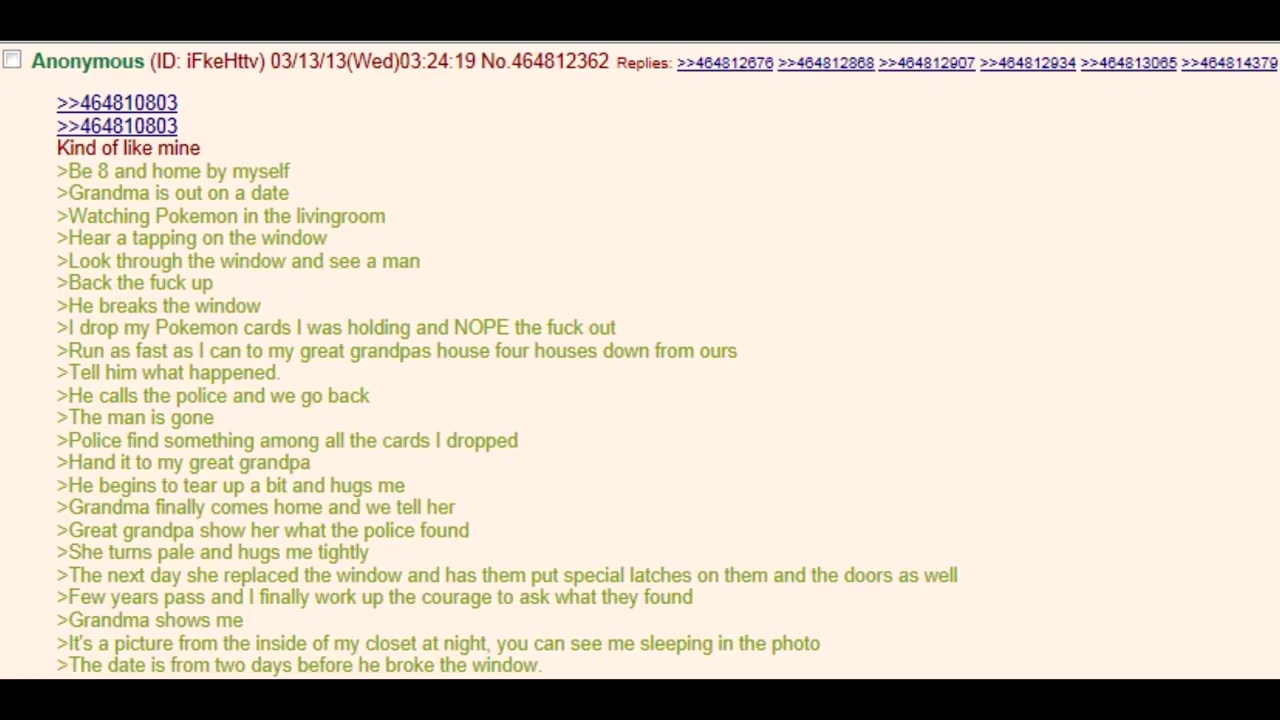 Anonymous (ID: iFkeHttv) 03/13/13(Wed)03:24:19 No.464812362 Replies: >>464812676 >>464812868 >>464812907 >>464812934 >>464813065 >>464814379
>>464810803
>>464810803
Kind of like mine
>Be 8 and home by myself
>Grandma is out on a date
>Watching Pokemon in the livingroom
>Hear a tapping on the window
>Look through the window and see a man
>Back the fuck up
>He breaks the window
>I drop my Pokemon cards I was holding and NOPE the fuck out
>Run as fast as I can to my great grandpas house four houses down from ours
>Tell him what happened.
>He calls the police and we go back
>The man is gone
>Police find something among all the cards I dropped
>Hand it to my great grandpa
>He begins to tear up a bit and hugs me
>Grandma finally comes home and we tell her
>Great grandpa show her what the police found
>She turns pale and hugs me tightly
>The next day she replaced the window and has them put special latches on them and the doors as well
>Few years pass and I finally work up the courage to ask what they found
>Grandma shows me
>It's a picture from the inside of my closet at night, you can see me sleeping in the photo
>The date is from two days before he broke the window.